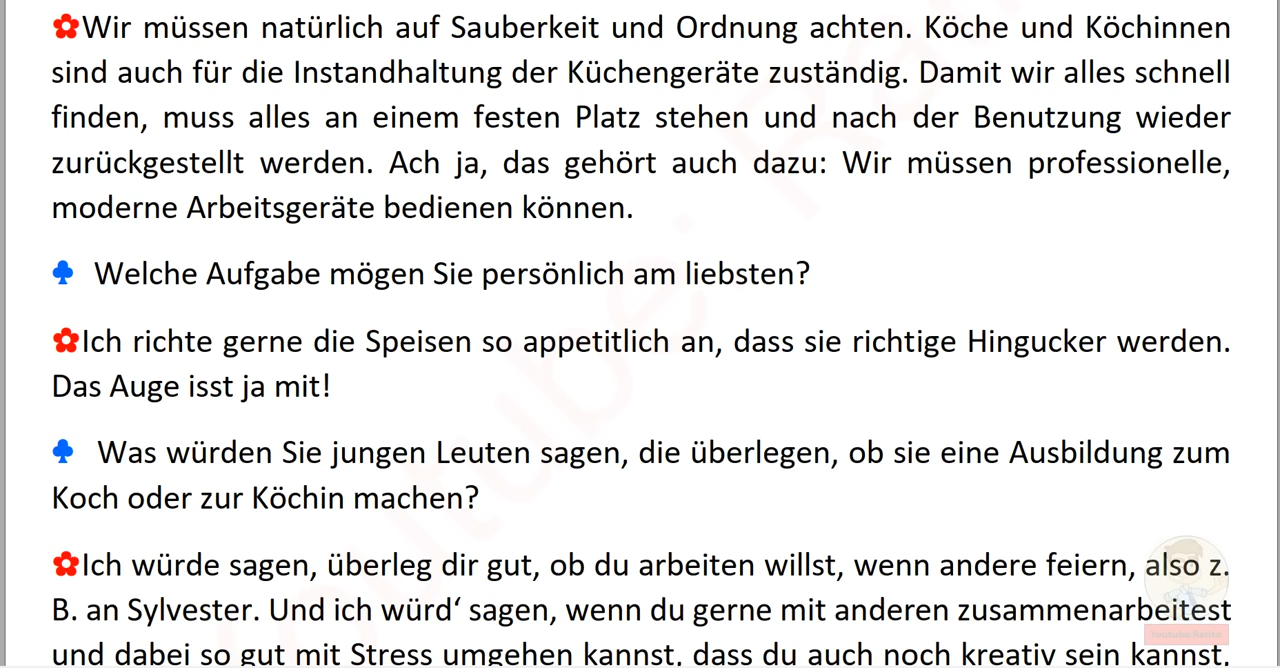 ✿Wir müssen natürlich auf Sauberkeit und Ordnung achten. Köche und Köchinnen
sind auch für die Instandhaltung der Küchengeräte zuständig. Damit wir alles schnell
finden, muss alles an einem festen Platz stehen und nach der Benutzung wieder
zurückgestellt werden. Ach ja, das gehört auch dazu: Wir müssen professionelle,
moderne Arbeitsgeräte bedienen können.
♣ Welche Aufgabe mögen Sie persönlich am liebsten?
✿Ich richte gerne die Speisen so appetitlich an, dass sie richtige Hingucker werden.
Das Auge isst ja mit!
♣ Was würden Sie jungen Leuten sagen, die überlegen, ob sie eine Ausbildung zum
Koch oder zur Köchin machen?
✿Ich würde sagen, überleg dir gut, ob du arbeiten willst, wenn andere feiern, also z.
B. an Sylvester. Und ich würd‘ sagen, wenn du gerne mit anderen zusammenarbeitest
und dabei so gut mit Stress umgehen kannst, dass du auch noch kreativ sein kannst,